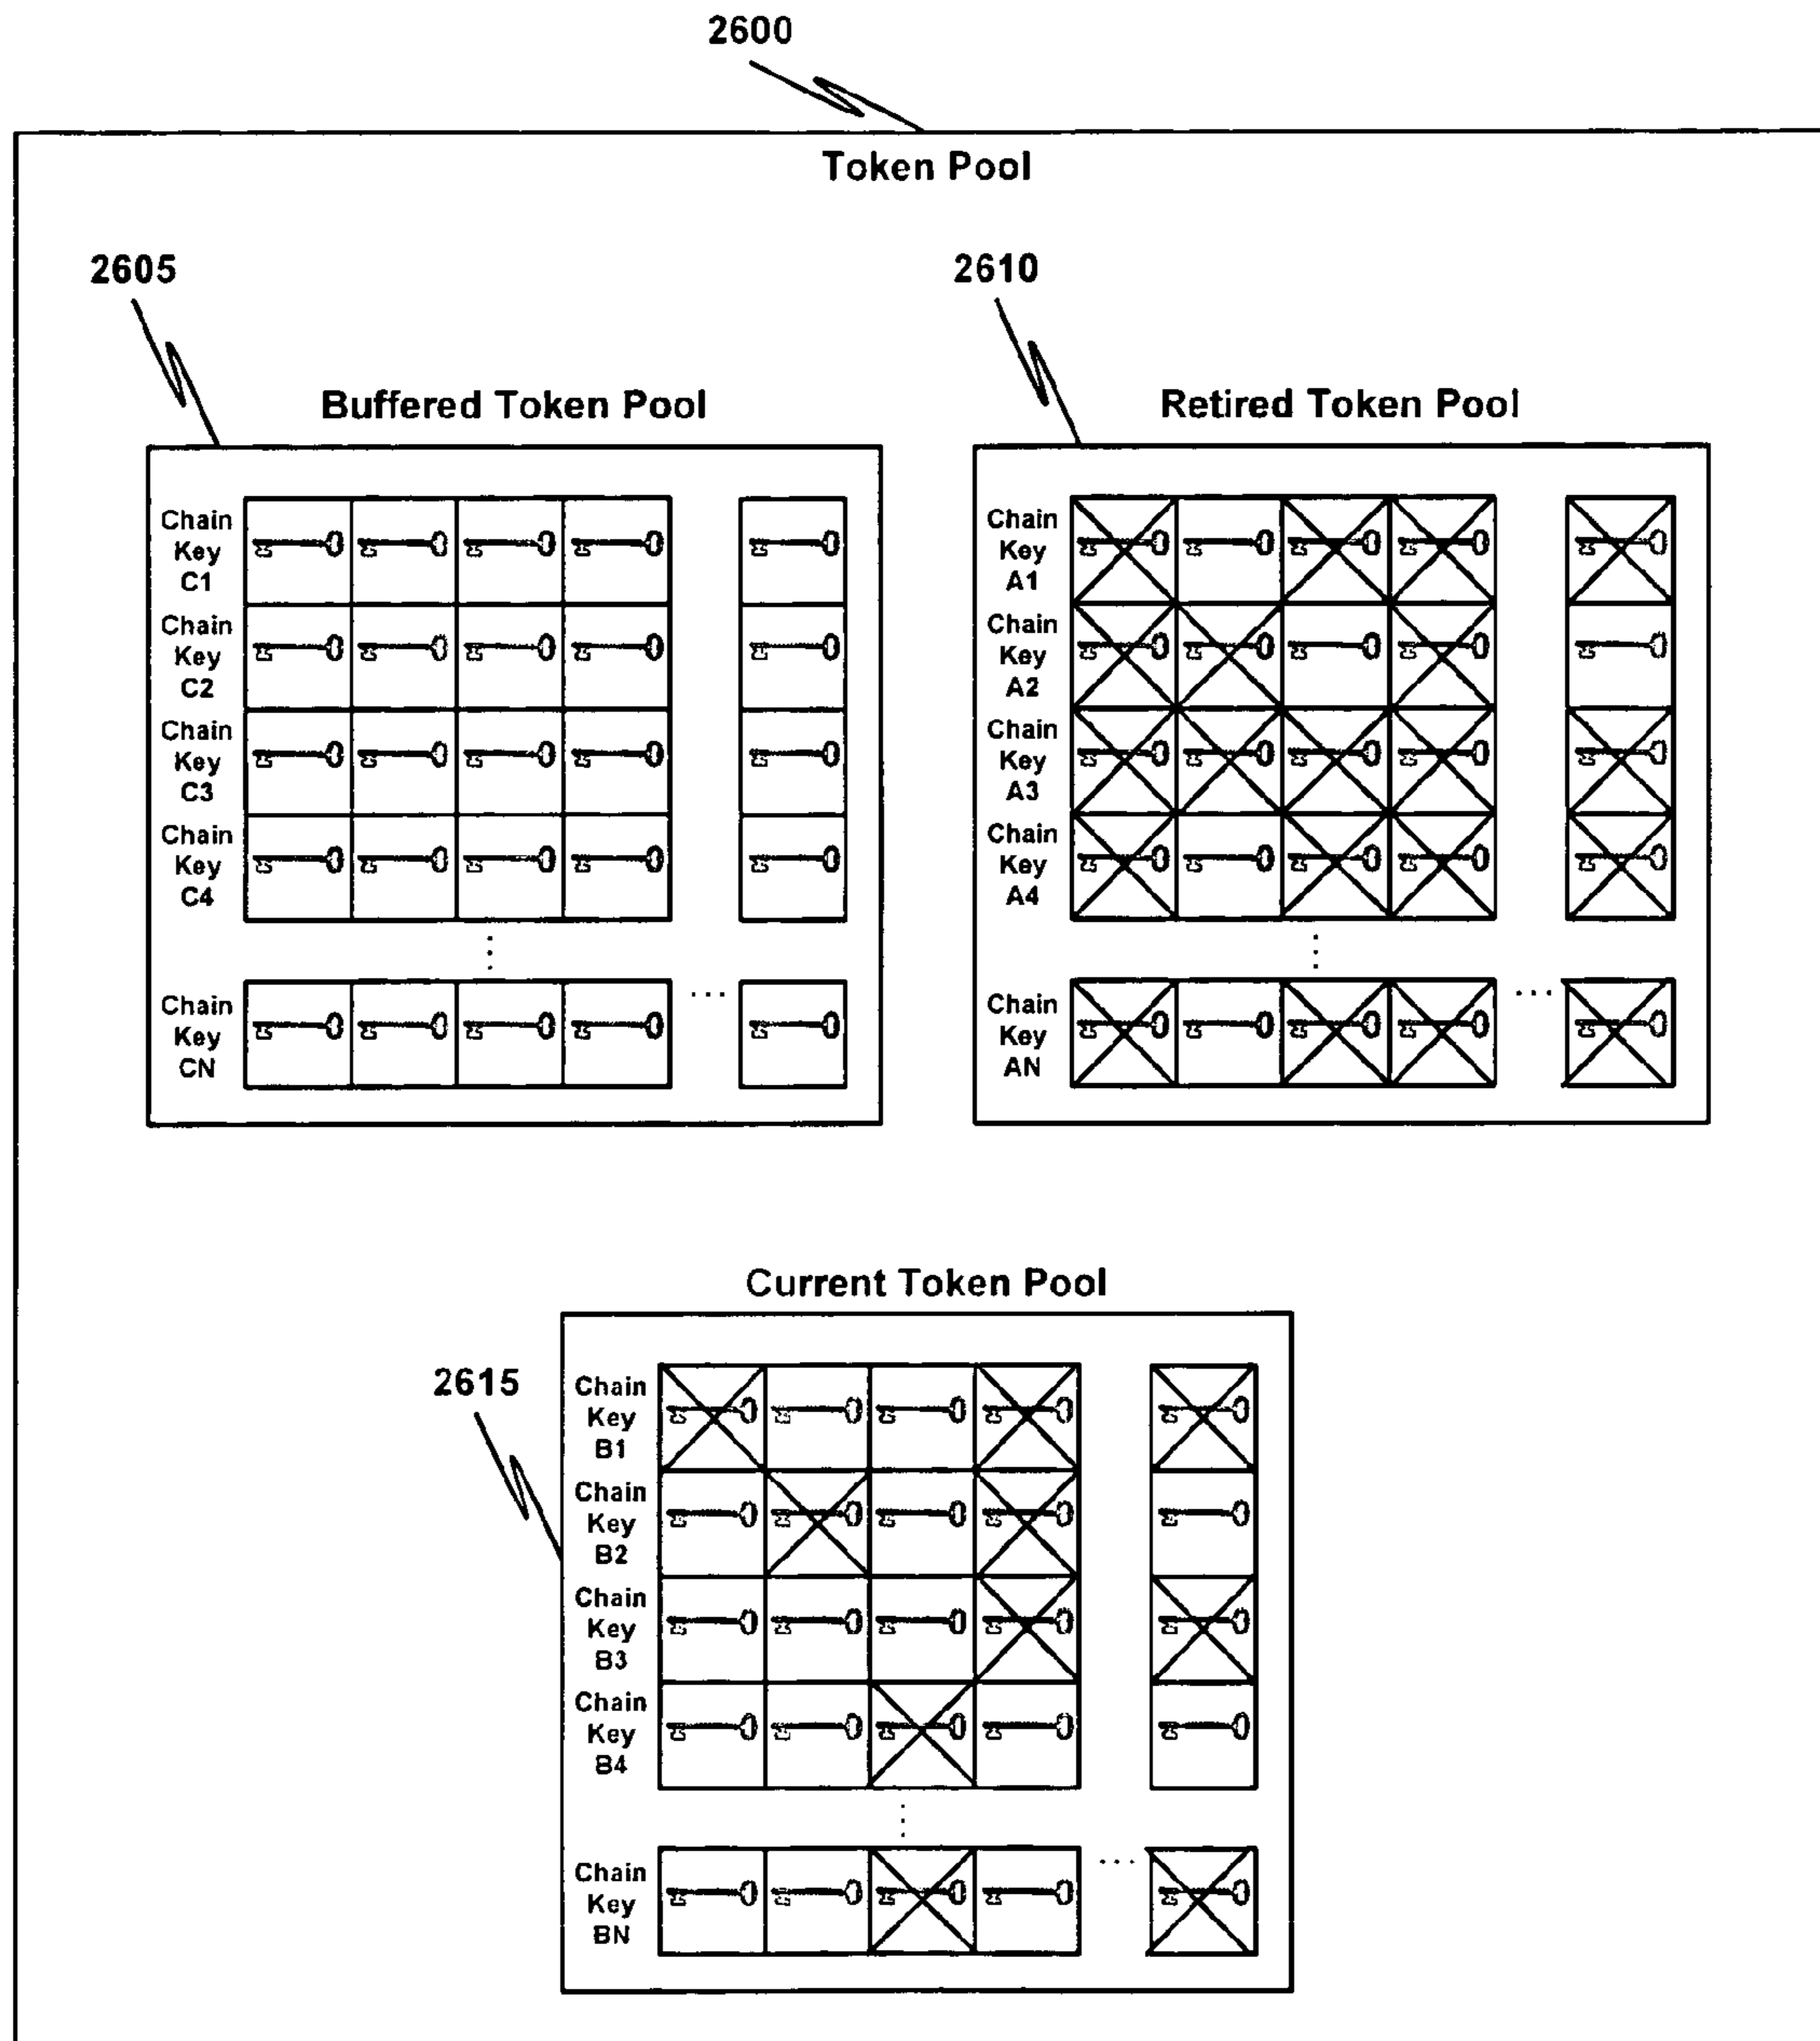 2600
Token Pool
2605
2610
Buffered Token Pool
Retired Token Pool
Chain
Key
C1
Chain
Key
C2
Chain
Key
C3
Chain
Key
C4
⋮
Chain
Key
CN
...
Chain
Key
A1
Chain
Key
A2
Chain
Key
A3
Chain
Key
A4
⋮
Chain
Key
AN
...
Current Token Pool
2615
Chain
Key
B1
Chain
Key
B2
Chain
Key
B3
Chain
Key
B4
⋮
Chain
Key
BN
...